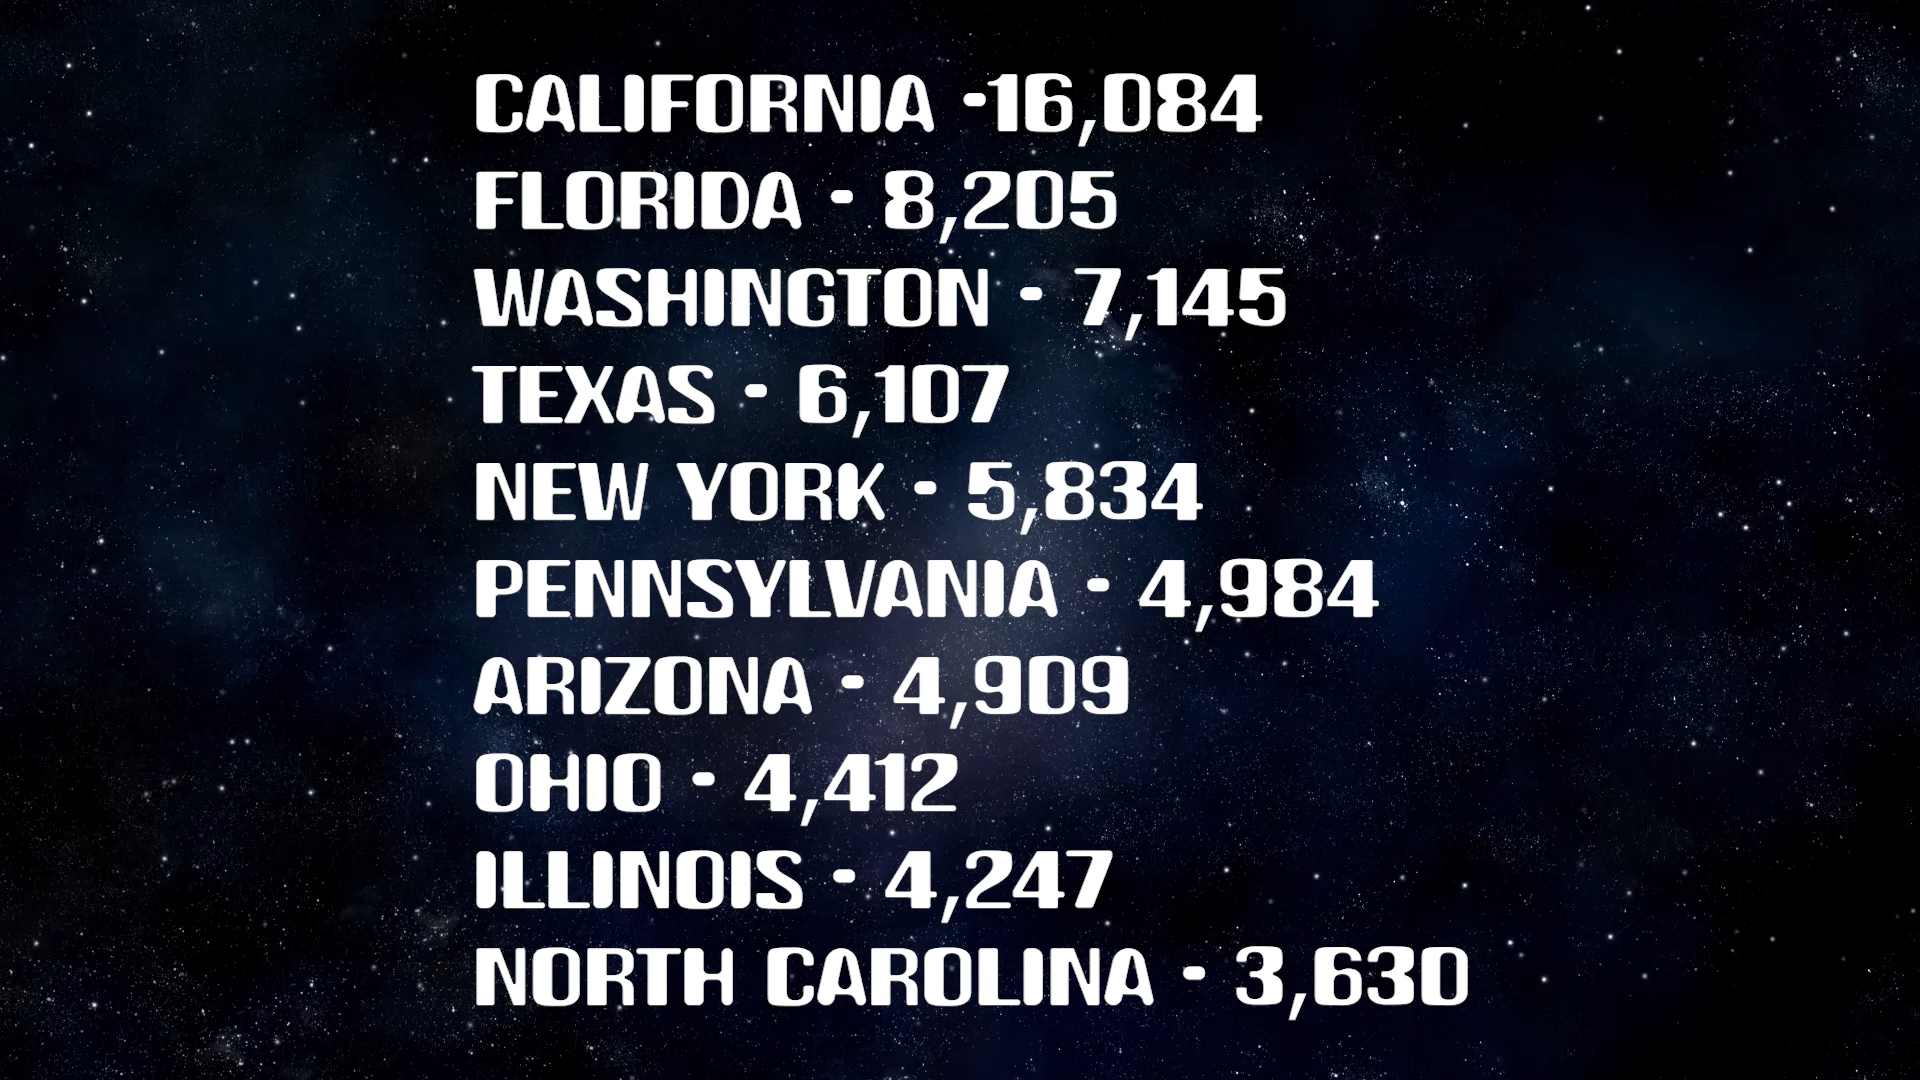 CALIFORNIA -16,084
FLORIDA - 8,205
WASHINGTON - 7,145
TEXAS - 6,107
NEW YORK - 5,834
PENNSYLVANIA - 4,984
ARIZONA - 4,909
OHIO - 4,412
ILLINOIS - 4,247
NORTH CAROLINA - 3,630